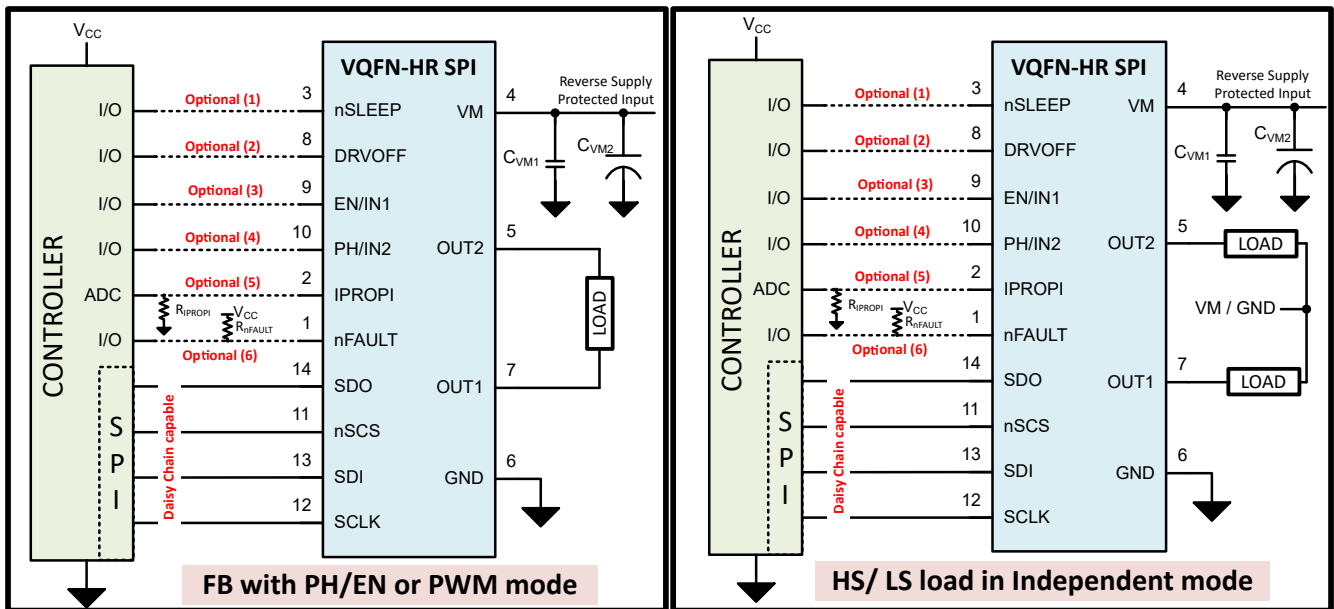 VCC
VQFN-HR SPI
CONTROLLER
I/O Optional (1) 3 nSLEEP VM 4 Reverse Supply
Protected Input
I/O Optional (2) 8 DRVOFF CVM1 CVM2
I/O Optional (3) 9 EN/IN1
I/O Optional (4) 10 PH/IN2 OUT2 5
ADC Optional (5) 2 IPROPI
RIPROPI VCC
RnFAULT
LOAD
I/O 1 nFAULT
Optional (6)
SPI
14 SDO OUT1 7
Daisy Chain capable
11 nSCS
13 SDI GND 6
12 SCLK
FB with PH/EN or PWM mode
VCC
VQFN-HR SPI
CONTROLLER
I/O Optional (1) 3 nSLEEP VM 4 Reverse Supply
Protected Input
I/O Optional (2) 8 DRVOFF CVM1 CVM2
I/O Optional (3) 9 EN/IN1
I/O Optional (4) 10 PH/IN2 OUT2 5 LOAD
ADC Optional (5) 2 IPROPI
RIPROPI VCC
RnFAULT
VM / GND
I/O 1 nFAULT
Optional (6)
SPI
14 SDO OUT1 7 LOAD
Daisy Chain capable
11 nSCS
13 SDI GND 6
12 SCLK
HS/ LS load in Independent mode